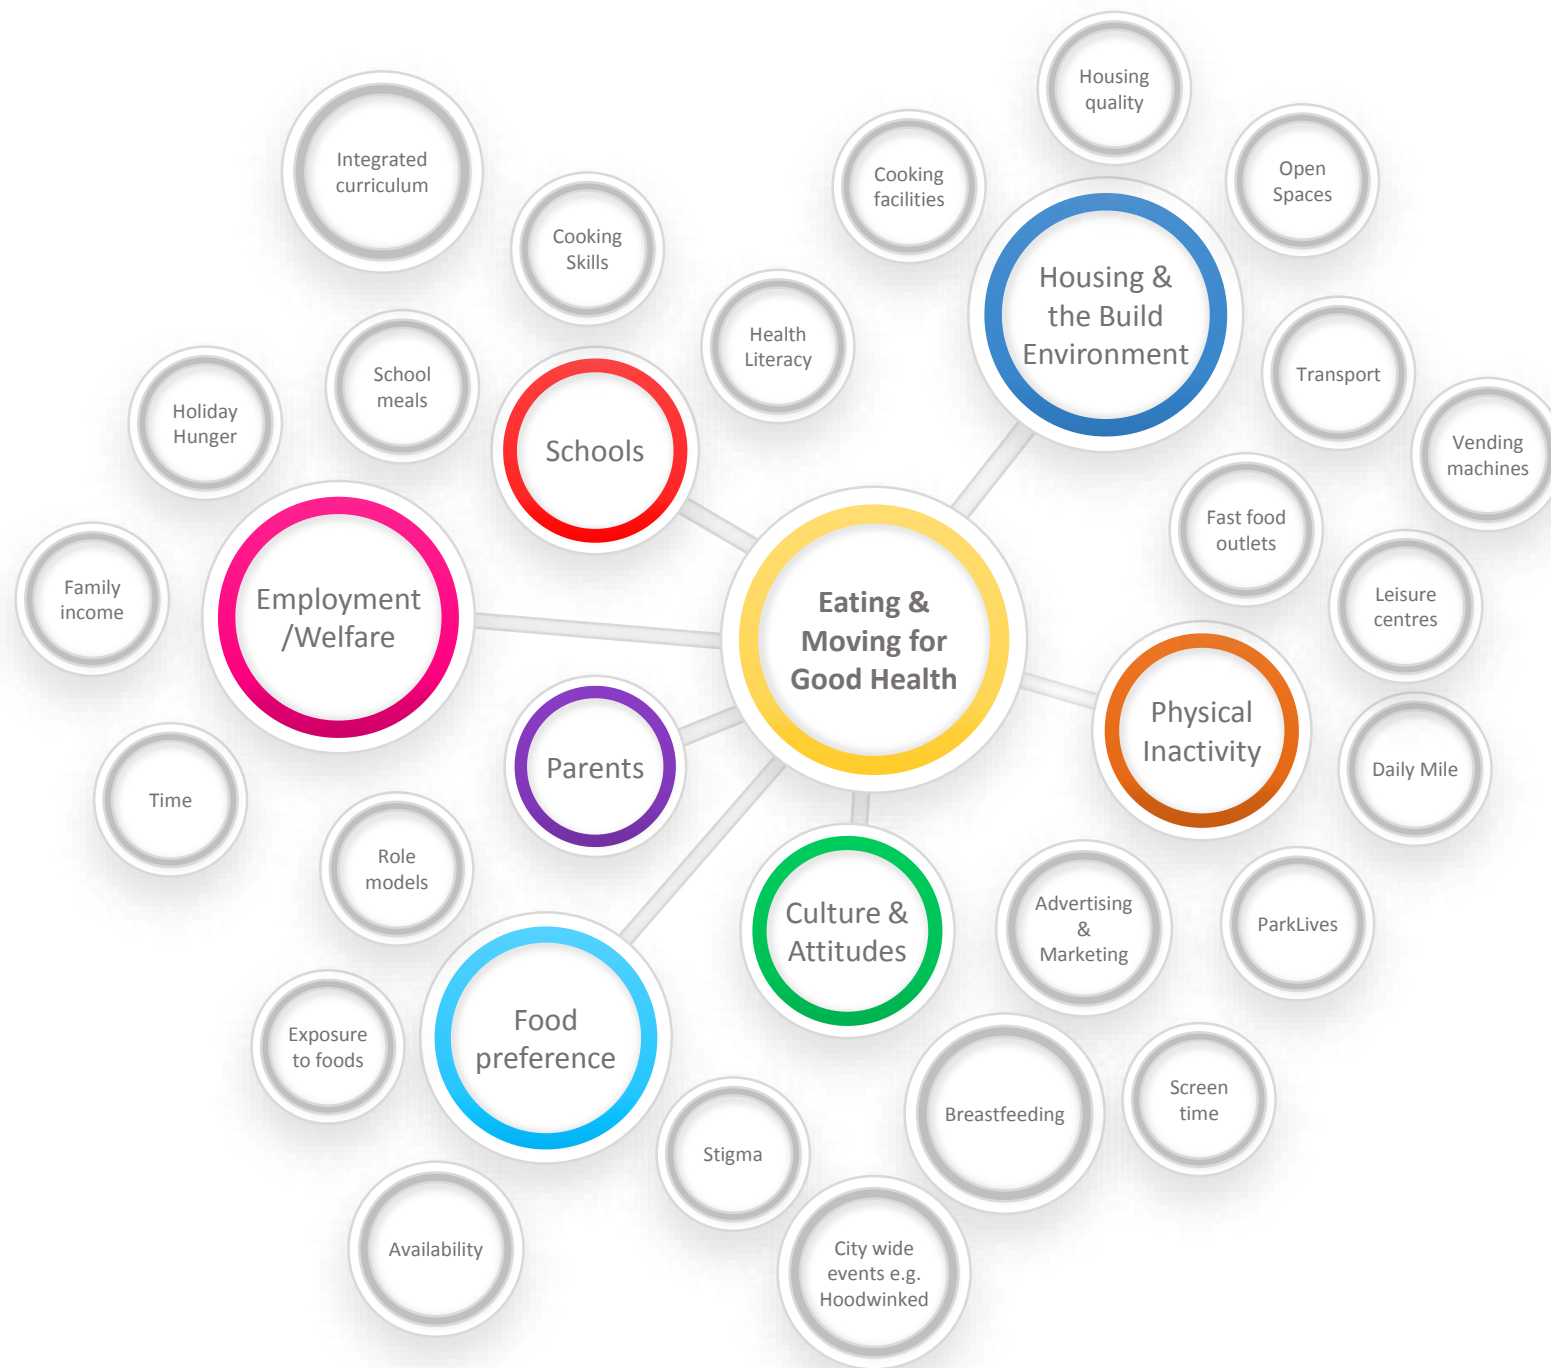 Housing
quality
Integrated
curriculum
Cooking
facilities
Open
Spaces
Cooking
Skills
Housing &
the Build
Environment
Health
Literacy
School
meals
Transport
Holiday
Hunger
Schools
Vending
machines
Fast food
outlets
Family
income
Employment
/Welfare
Eating &
Moving for
Good Health
Leisure
centres
Physical
Inactivity
Parents
Daily Mile
Time
Role
models
Culture &
Attitudes
Advertising
&
Marketing
ParkLives
Food
preference
Exposure
to foods
Breastfeeding
Screen
time
Stigma
Availability
City wide
events e.g.
Hoodwinked